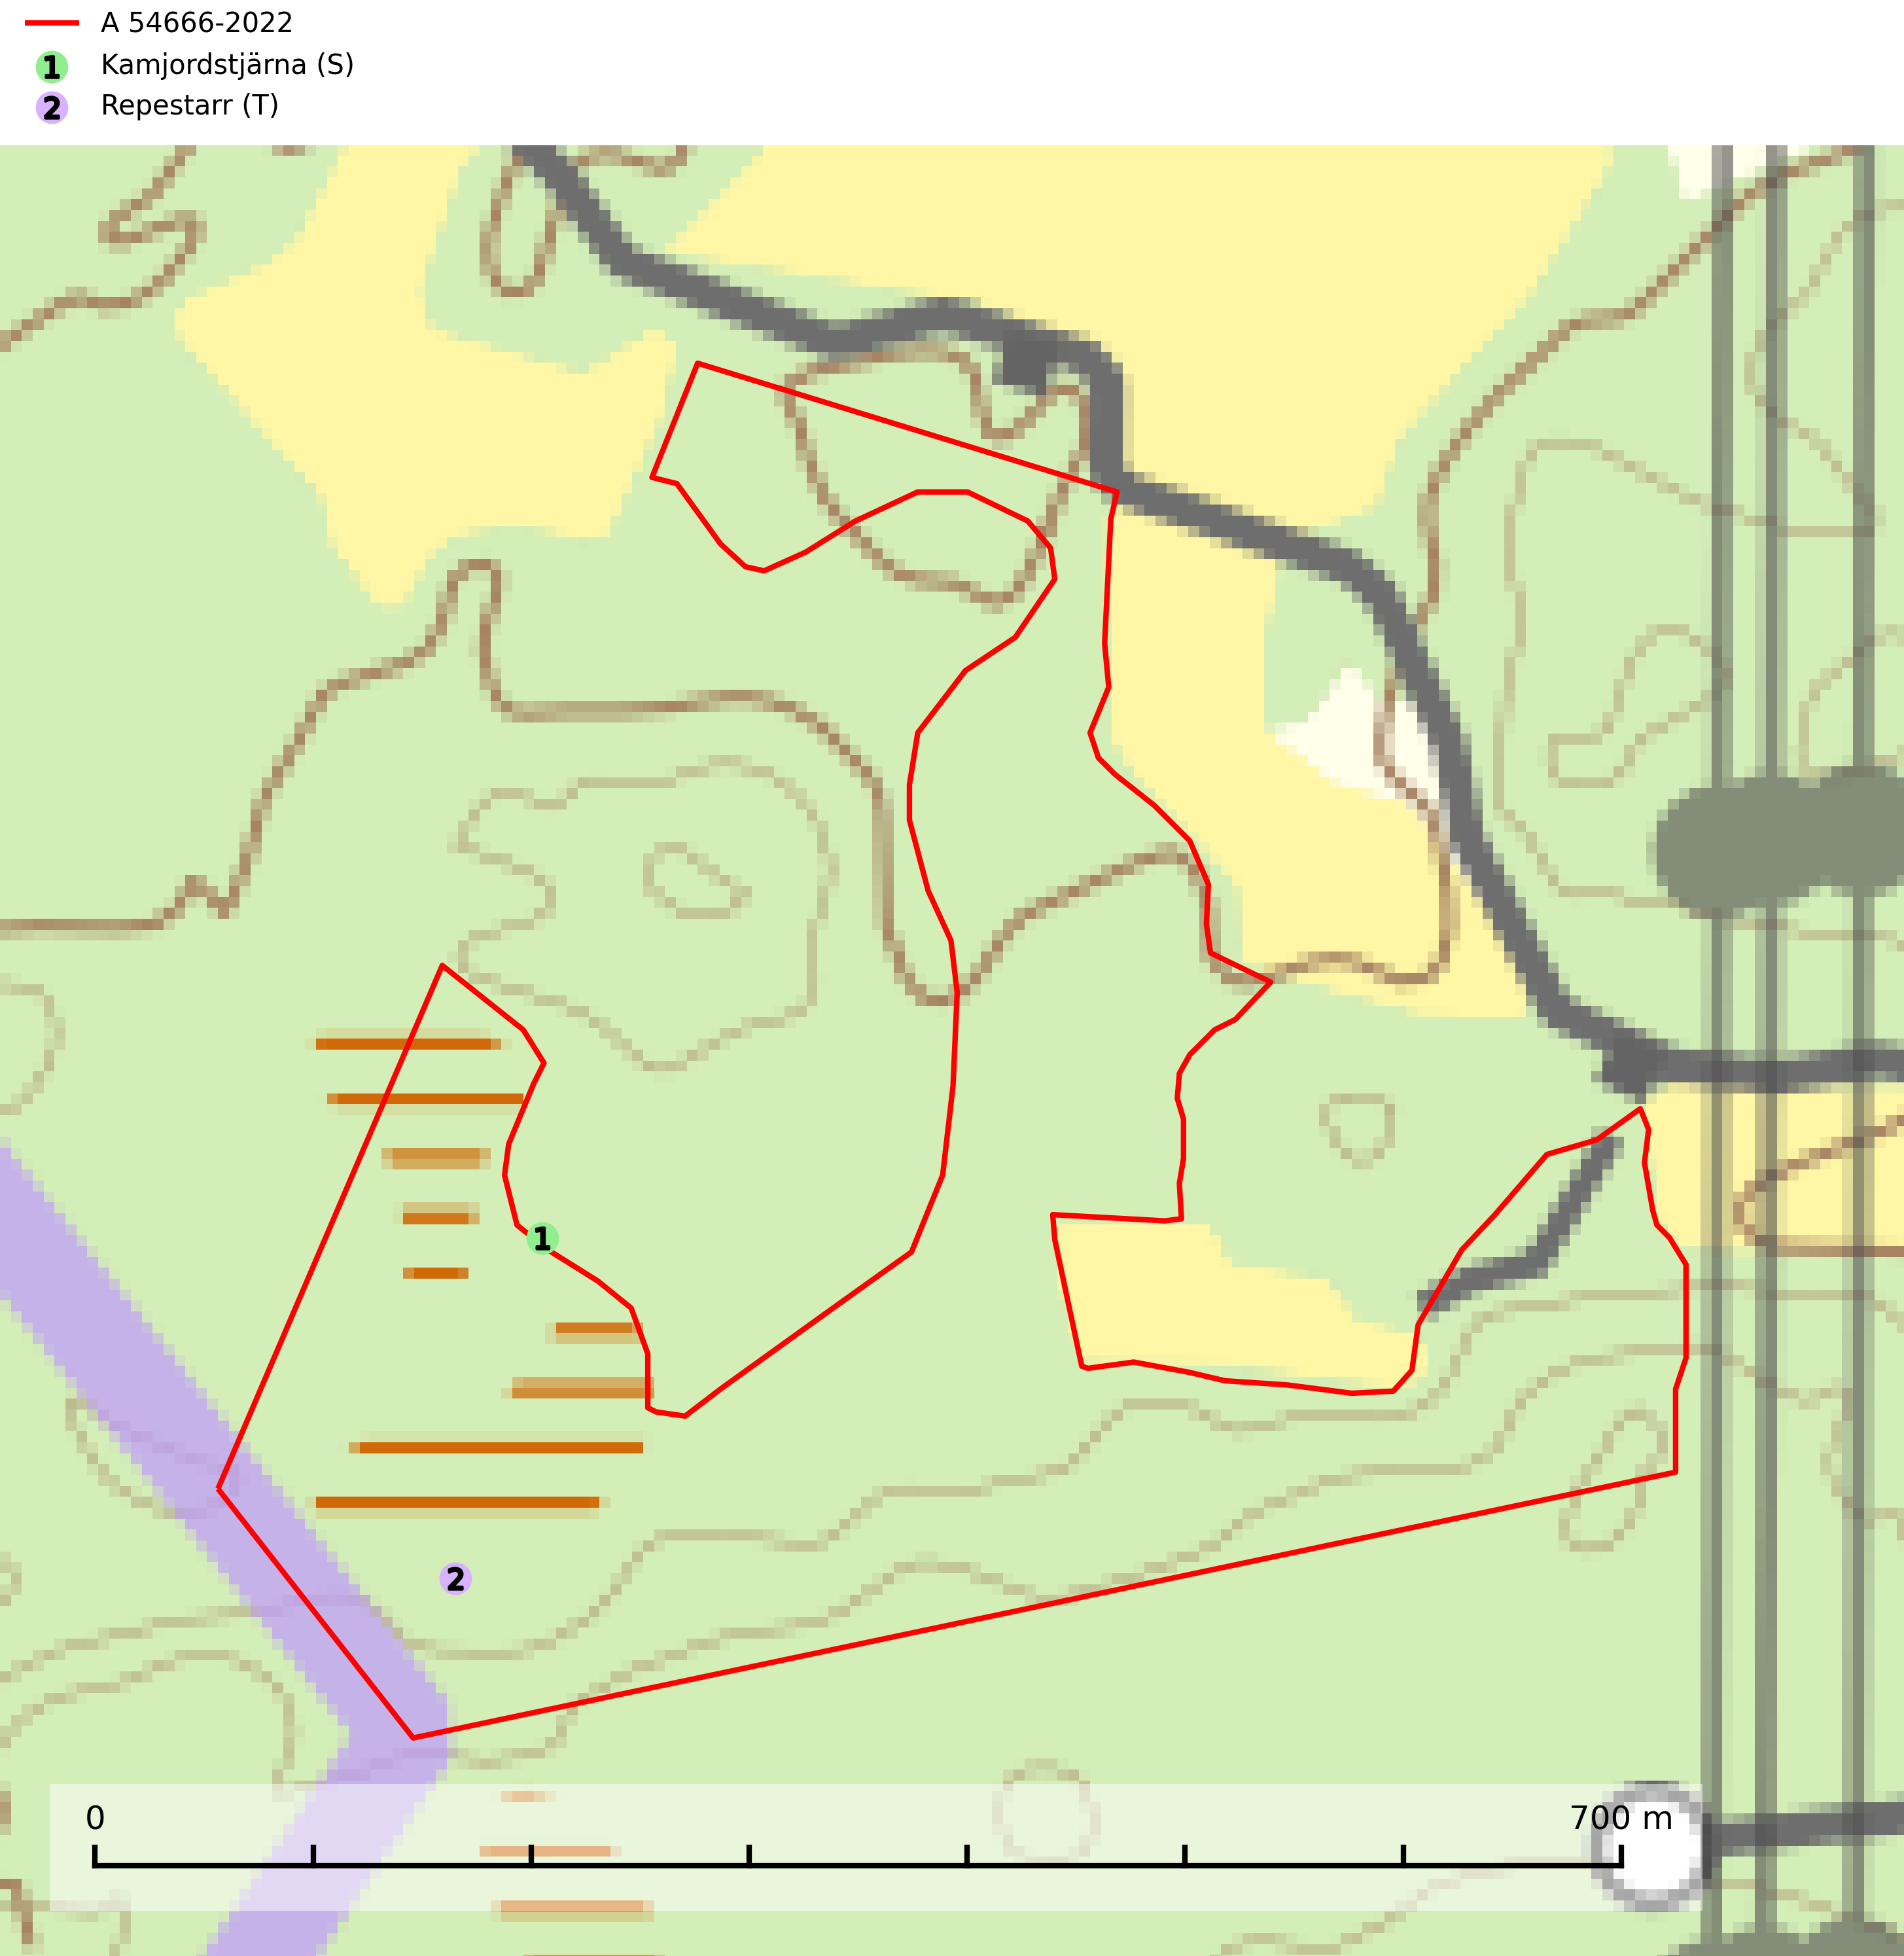 A 54666-2022
1 Kamjordstjärna (S)
2 Repestarr (T)
1
2
0 700 m